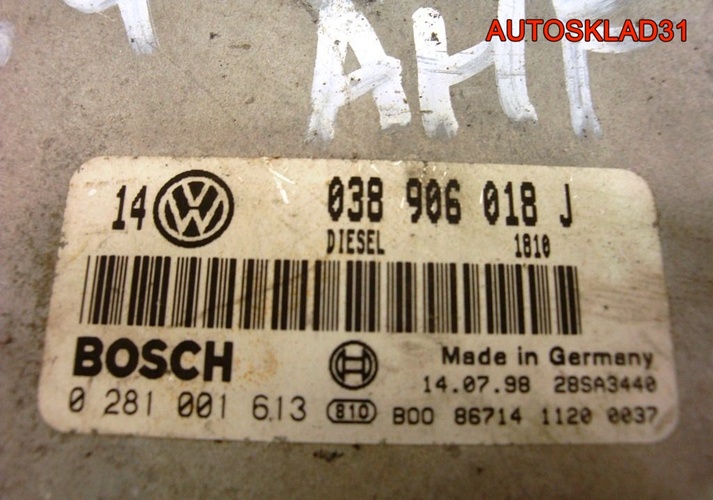 AUTOSKLAD31
14 038 906 018 J
DIESEL 1810
BOSCH
Made in Germany
14.07.98 28SA3440
0 281 001 613 810 B00 86714 1120 0037